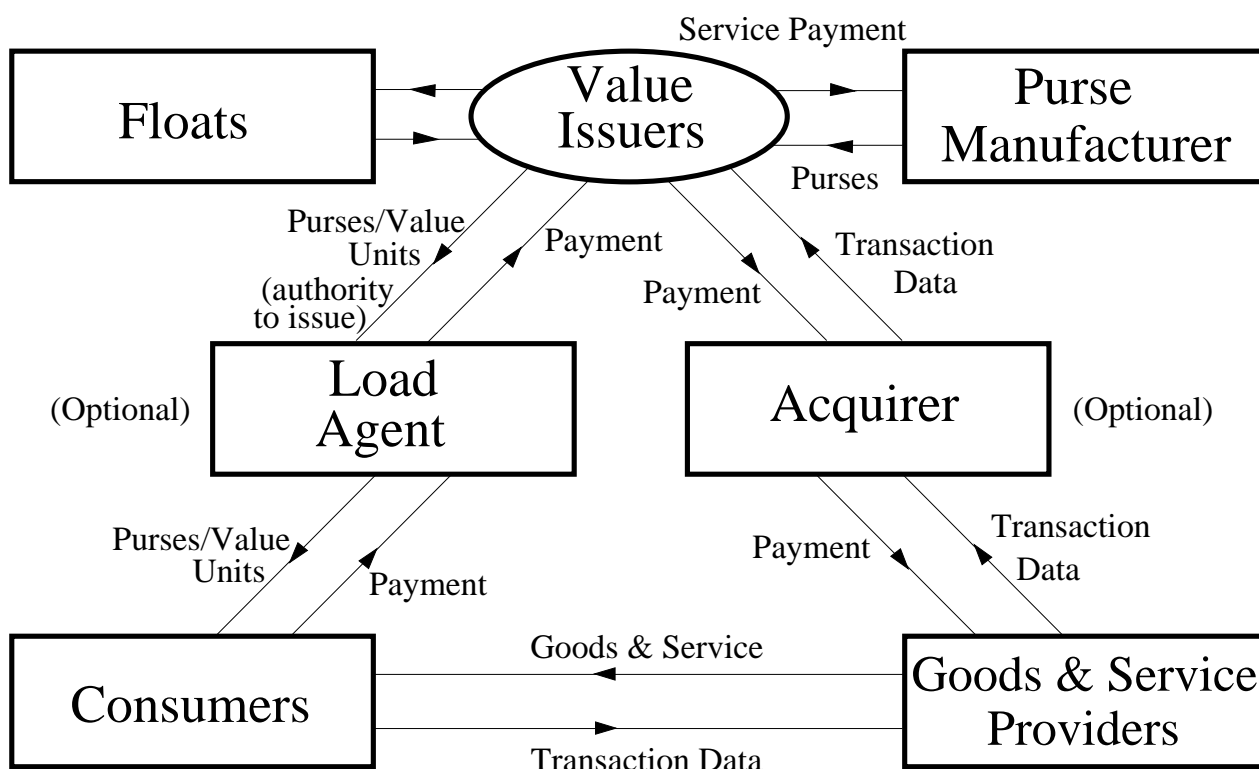 Service Payment
Floats
Value
Issuers
Purse
Manufacturer
Purses
Purses/Value
Units
(authority
to issue)
Payment
Payment
Transaction
Data
(Optional)
Load
Agent
Acquirer
(Optional)
Purses/Value
Units
Payment
Payment
Transaction
Data
Goods & Service
Consumers
Goods & Service
Providers
Transaction Data